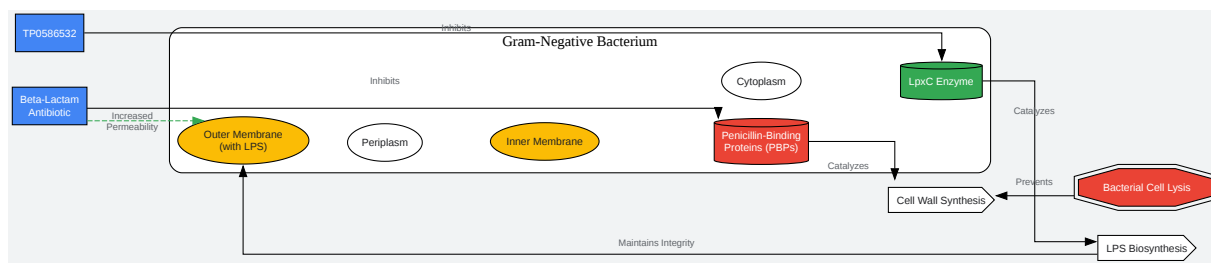 TP0586532
Inhibits
Gram-Negative Bacterium
Inhibits
Cytoplasm
LpxC Enzyme
Beta-Lactam
Antibiotic
Increased
Permeability
Catalyzes
Outer Membrane
(with LPS)
Periplasm
Inner Membrane
Penicillin-Binding
Proteins (PBPs)
Catalyzes
Prevents
Bacterial Cell Lysis
Cell Wall Synthesis
Maintains Integrity
LPS Biosynthesis